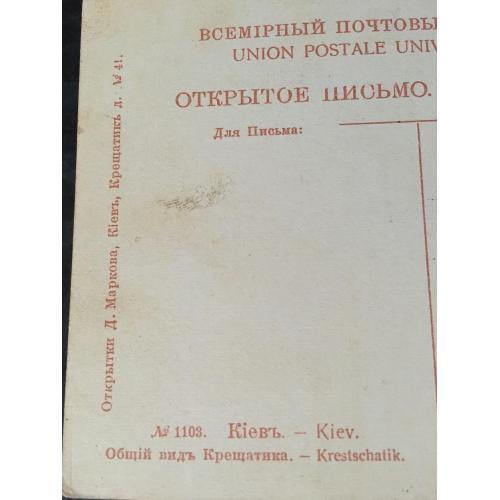 ВСЕМІРНЫЙ ПОЧТОВЫ
UNION POSTALE UNIV
ОТКРЫТОЕ ПИСЬМО.
Для Письма:
Открытки Д. Маркова, Кіевъ, Крещатикъ д. № 41.
№ 1103. Кіевъ. — Kiev.
Общій видъ Крещатика. — Krestschatik.